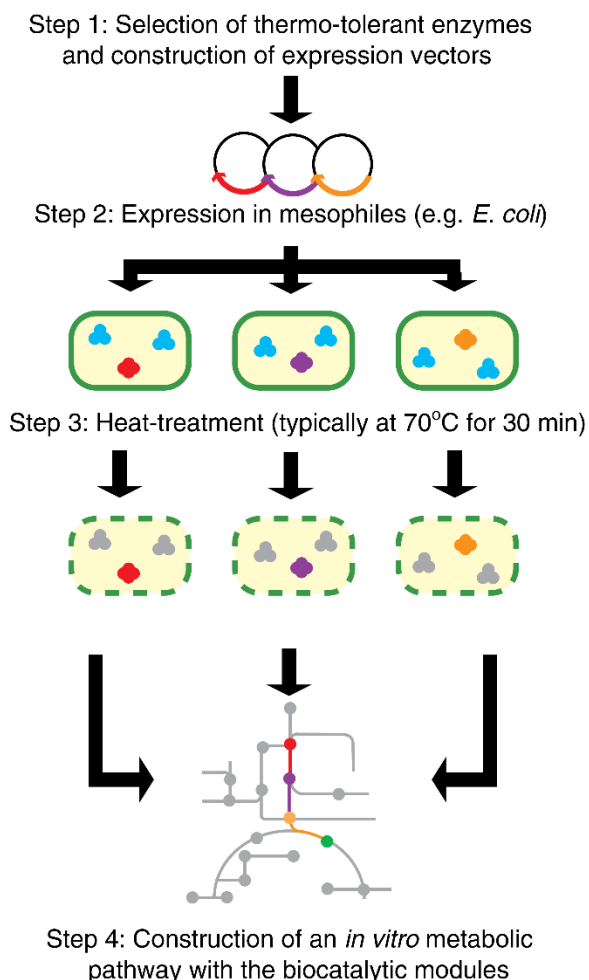 Step 1: Selection of thermo-tolerant enzymes
and construction of expression vectors
Step 2: Expression in mesophiles (e.g. E. coli)
Step 3: Heat-treatment (typically at 70°C for 30 min)
Step 4: Construction of an in vitro metabolic
pathway with the biocatalytic modules